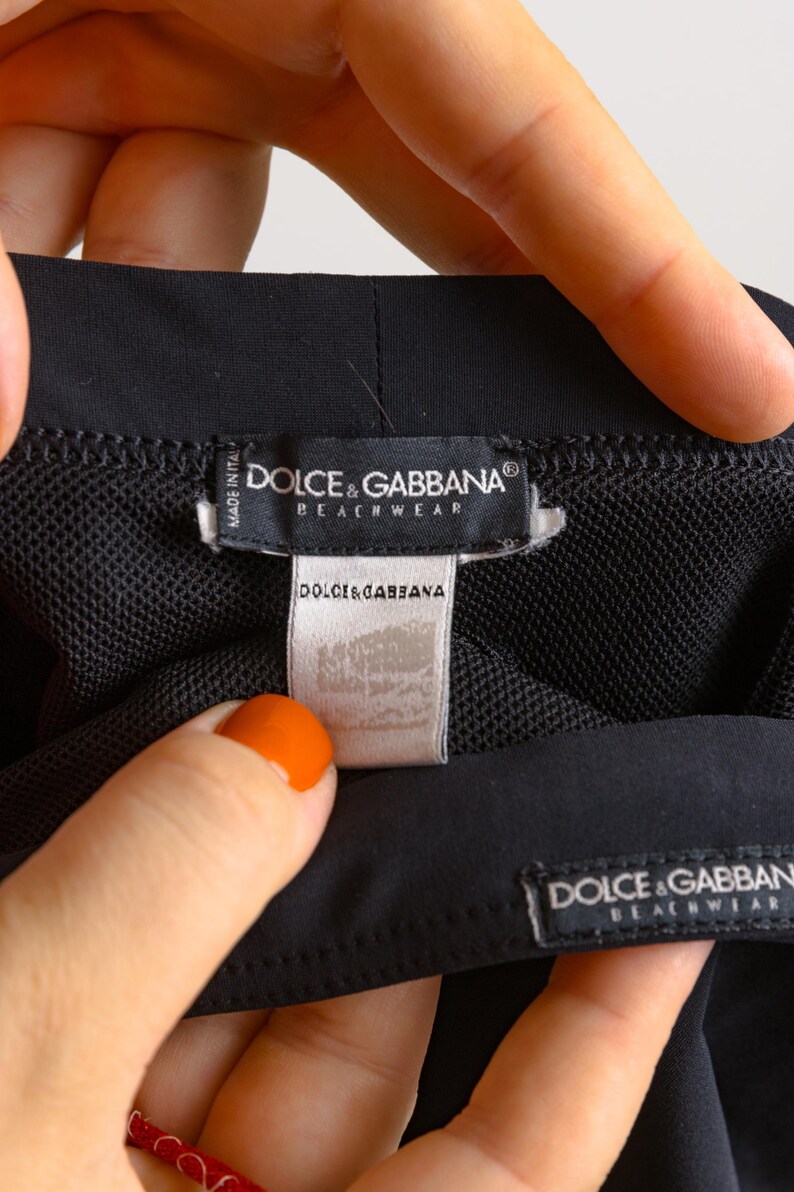 MADE IN ITALY
DOLCE & GABBANA®
BEACHWEAR
DOLCE & GABBANA
DOLCE & GABBAN
BEACHWEAR